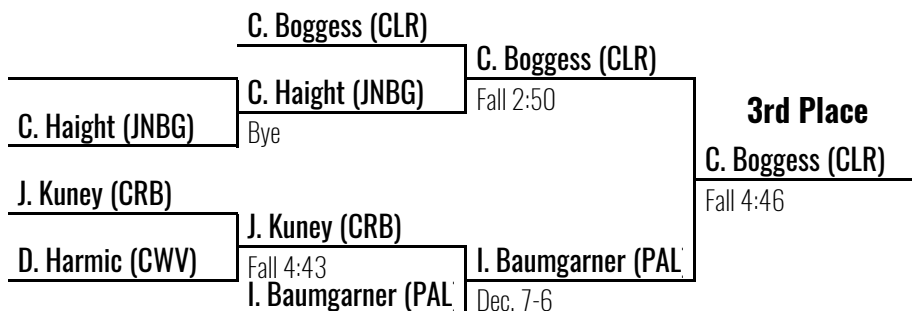 C. Boggess (CLR)
C. Boggess (CLR)
C. Haight (JNBG)
Fall 2:50
3rd Place
C. Haight (JNBG)
Bye
C. Boggess (CLR)
J. Kuney (CRB)
Fall 4:46
J. Kuney (CRB)
D. Harmic (CWV)
Fall 4:43
I. Baumgarner (PAL
I. Baumgarner (PAL
Dec. 7-6